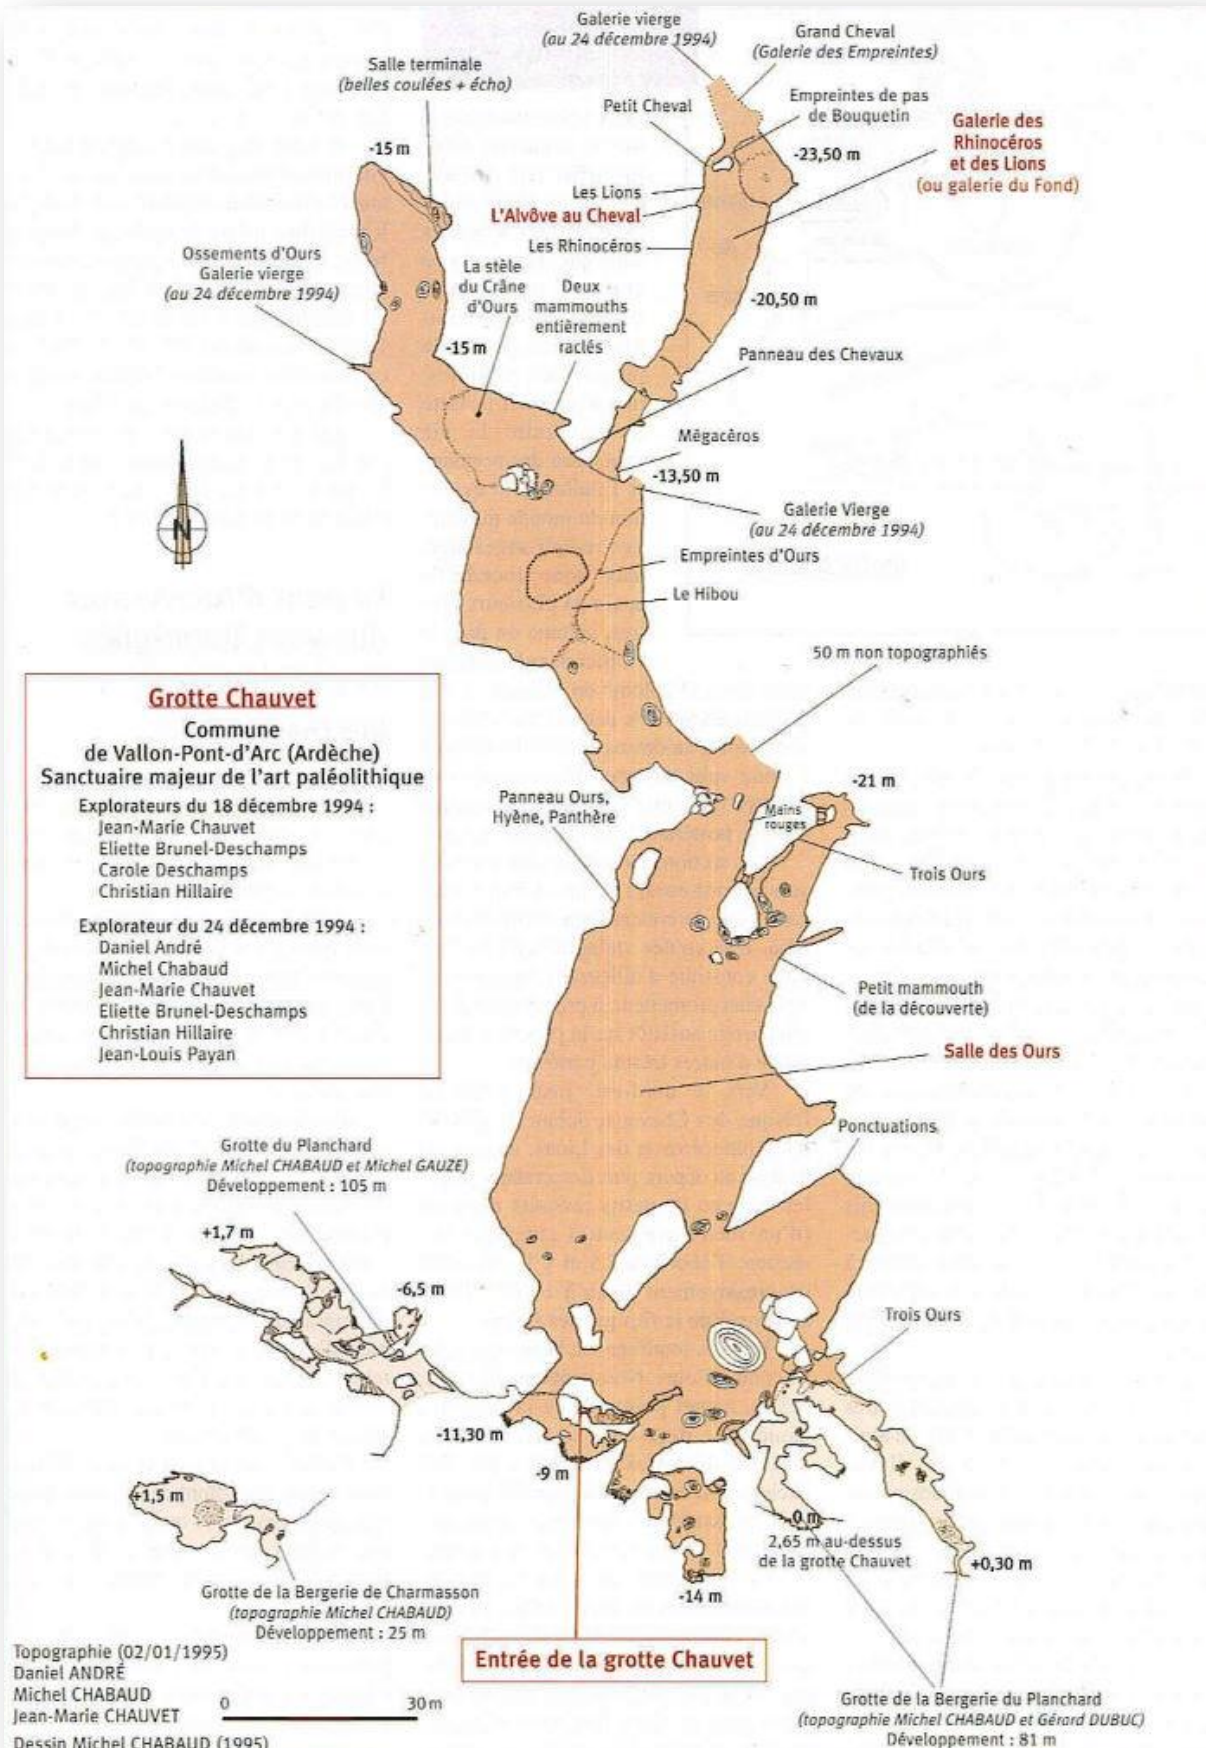 Galerie vierge
(au 24 décembre 1994)
Grand Cheval
(Galerie des Empreintes)
Salle terminale
(belles coulées + écho)
Petit Cheval
Empreintes de pas
de Bouquetin
Galerie des
Rhinocéros
et des Lions
(ou galerie du Fond)
-15 m
-23,50 m
Les Lions
L'Alvôve au Cheval
Les Rhinocéros
Ossements d'Ours
Galerie vierge
(au 24 décembre 1994)
La stèle
du Crâne
d'Ours
Deux
mammouths
entièrement
raclés
-20,50 m
-15 m
Panneau des Chevaux
Mégacèros
-13,50 m
N
Galerie Vierge
(au 24 décembre 1994)
Empreintes d'Ours
Le Hibou
50 m non topographiés
Grotte Chauvet
Commune
de Vallon-Pont-d'Arc (Ardèche)
Sanctuaire majeur de l'art paléolithique
Explorateurs du 18 décembre 1994 :
Jean-Marie Chauvet
Eliette Brunel-Deschamps
Carole Deschamps
Christian Hillaire
Explorateur du 24 décembre 1994 :
Daniel André
Michel Chabaud
Jean-Marie Chauvet
Eliette Brunel-Deschamps
Christian Hillaire
Jean-Louis Payan
-21 m
Panneau Ours,
Hyène, Panthère
Mains
rouges
Trois Ours
Petit mammouth
(de la découverte)
Salle des Ours
Ponctuations
Grotte du Planchard
(topographie Michel CHABAUD et Michel GAUZE)
Développement : 105 m
+1,7 m
-6,5 m
Trois Ours
-11,30 m
-9 m
+1,5 m
0 m
2,65 m au-dessus
de la grotte Chauvet
+0,30 m
-14 m
Grotte de la Bergerie de Charmasson
(topographie Michel CHABAUD)
Développement : 25 m
Entrée de la grotte Chauvet
Topographie (02/01/1995)
Daniel ANDRÉ
Michel CHABAUD
Jean-Marie CHAUVET
0 30 m
Dessin Michel CHABAUD (1995)
Grotte de la Bergerie du Planchard
(topographie Michel CHABAUD et Gérard DUBUC)
Développement : 81 m